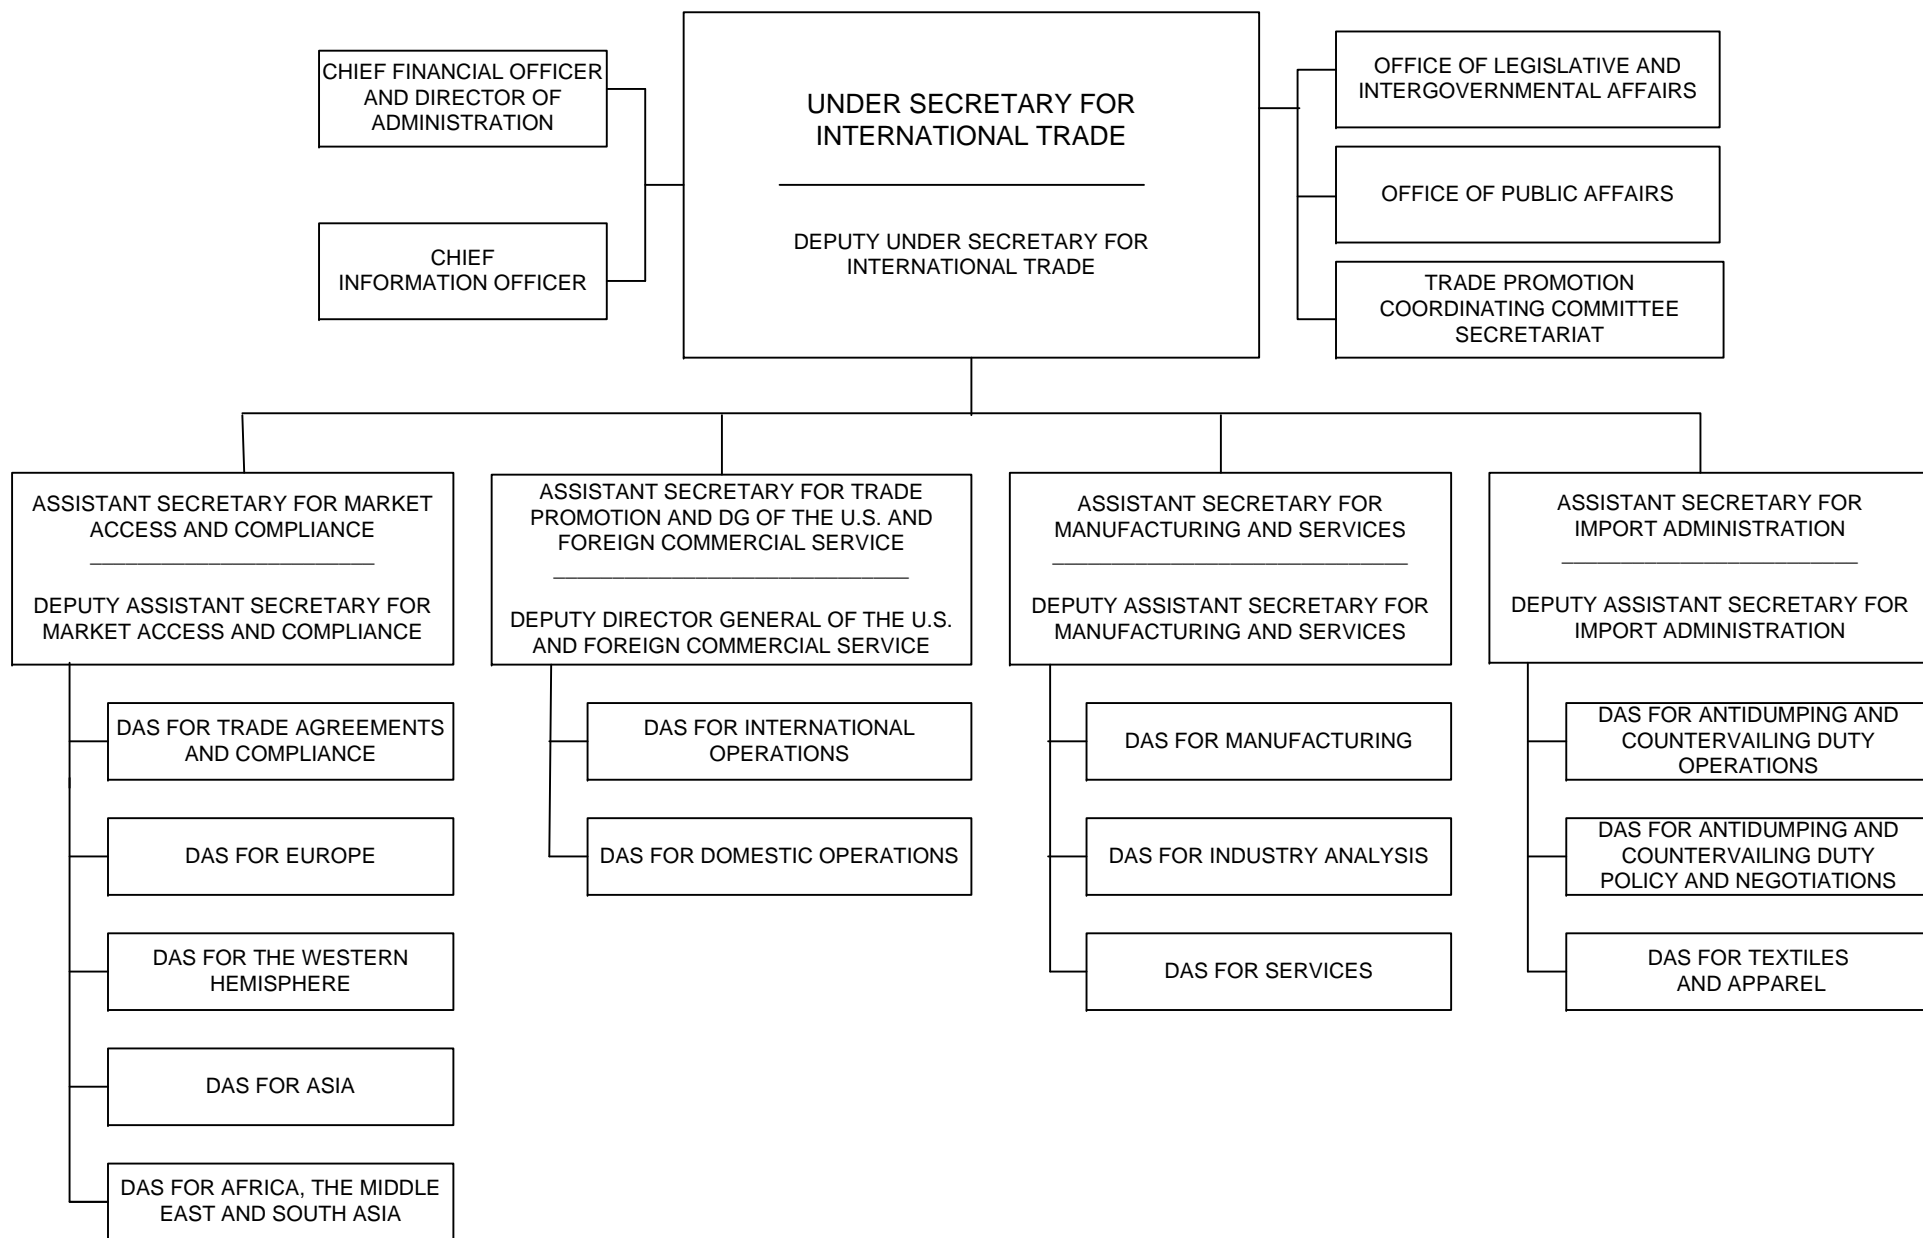 CHIEF FINANCIAL OFFICER
AND DIRECTOR OF
ADMINISTRATION
CHIEF
INFORMATION OFFICER
UNDER SECRETARY FOR
INTERNATIONAL TRADE
DEPUTY UNDER SECRETARY FOR
INTERNATIONAL TRADE
OFFICE OF LEGISLATIVE AND
INTERGOVERNMENTAL AFFAIRS
OFFICE OF PUBLIC AFFAIRS
TRADE PROMOTION
COORDINATING COMMITTEE
SECRETARIAT
ASSISTANT SECRETARY FOR MARKET
ACCESS AND COMPLIANCE
DEPUTY ASSISTANT SECRETARY FOR
MARKET ACCESS AND COMPLIANCE
DAS FOR TRADE AGREEMENTS
AND COMPLIANCE
DAS FOR EUROPE
DAS FOR THE WESTERN
HEMISPHERE
DAS FOR ASIA
DAS FOR AFRICA, THE MIDDLE
EAST AND SOUTH ASIA
ASSISTANT SECRETARY FOR TRADE
PROMOTION AND DG OF THE U.S. AND
FOREIGN COMMERCIAL SERVICE
DEPUTY DIRECTOR GENERAL OF THE U.S.
AND FOREIGN COMMERCIAL SERVICE
DAS FOR INTERNATIONAL
OPERATIONS
DAS FOR DOMESTIC OPERATIONS
ASSISTANT SECRETARY FOR
MANUFACTURING AND SERVICES
DEPUTY ASSISTANT SECRETARY FOR
MANUFACTURING AND SERVICES
DAS FOR MANUFACTURING
DAS FOR INDUSTRY ANALYSIS
DAS FOR SERVICES
ASSISTANT SECRETARY FOR
IMPORT ADMINISTRATION
DEPUTY ASSISTANT SECRETARY FOR
IMPORT ADMINISTRATION
DAS FOR ANTIDUMPING AND
COUNTERVAILING DUTY
OPERATIONS
DAS FOR ANTIDUMPING AND
COUNTERVAILING DUTY
POLICY AND NEGOTIATIONS
DAS FOR TEXTILES
AND APPAREL